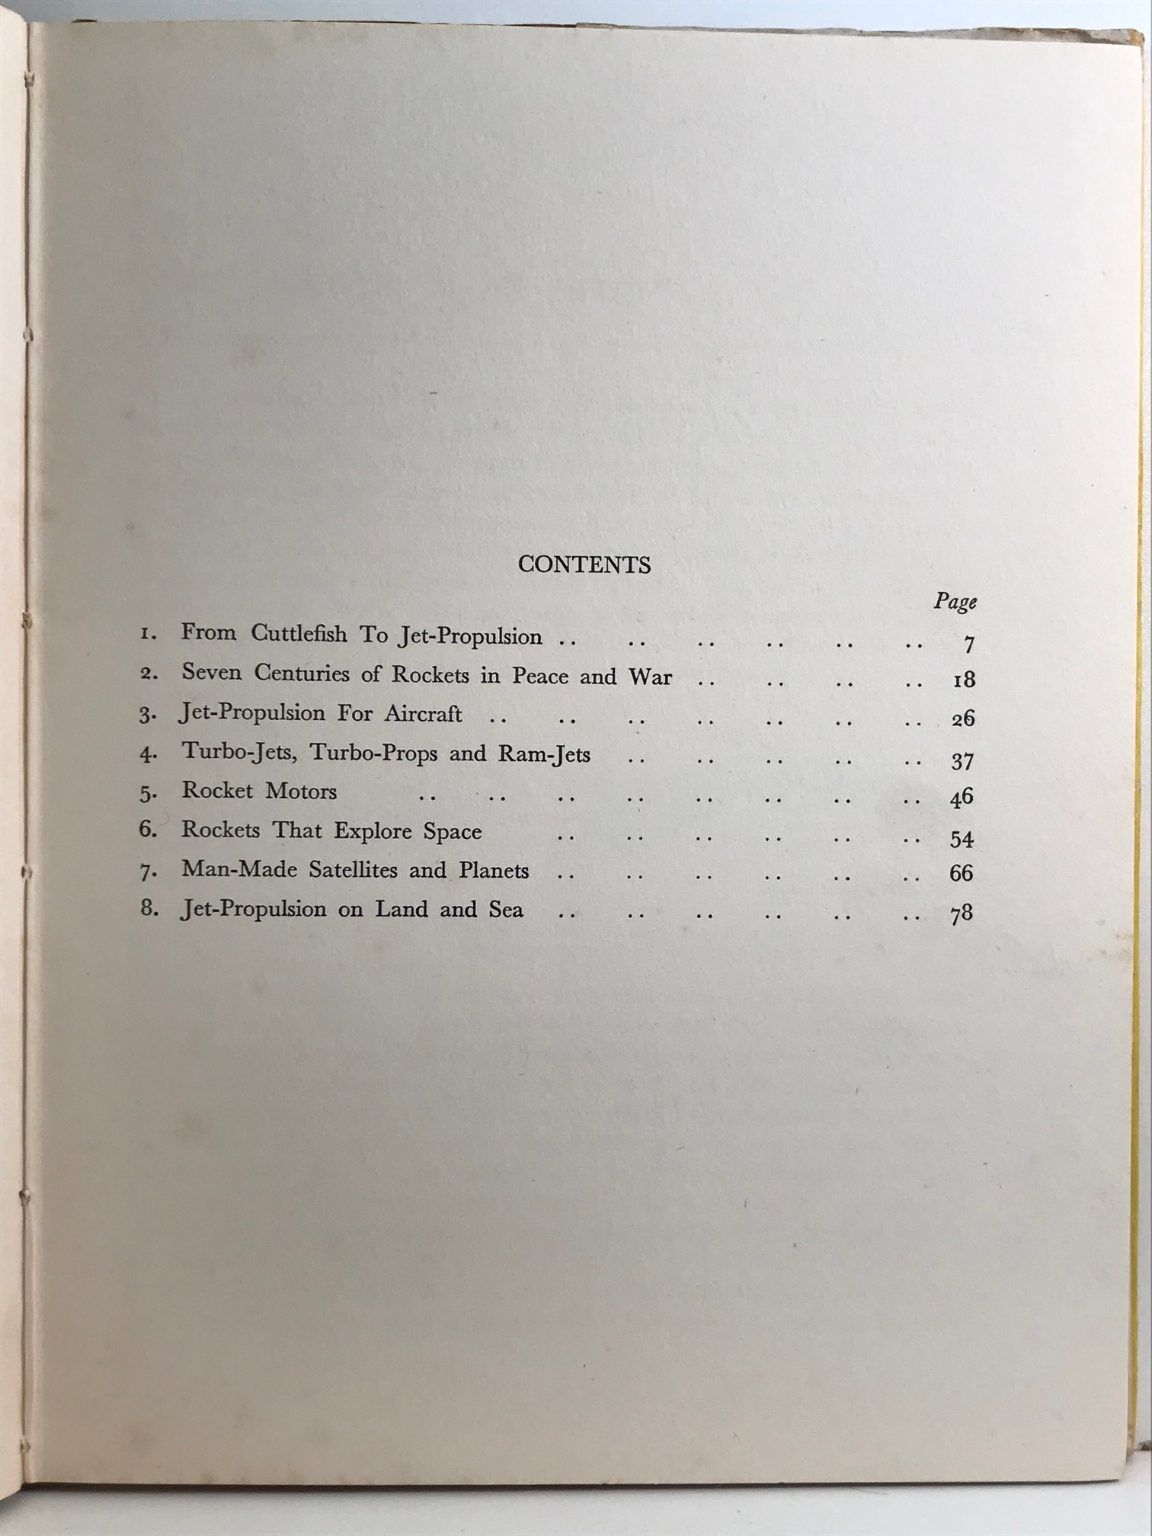 CONTENTS
Page
1. From Cuttlefish To Jet-Propulsion .. .. .. .. .. .. 7
2. Seven Centuries of Rockets in Peace and War .. .. .. .. 18
3. Jet-Propulsion For Aircraft .. .. .. .. .. .. .. 26
4. Turbo-Jets, Turbo-Props and Ram-Jets .. .. .. .. .. 37
5. Rocket Motors .. .. .. .. .. .. .. .. 46
6. Rockets That Explore Space .. .. .. .. .. .. 54
7. Man-Made Satellites and Planets .. .. .. .. .. .. 66
8. Jet-Propulsion on Land and Sea .. .. .. .. .. .. 78